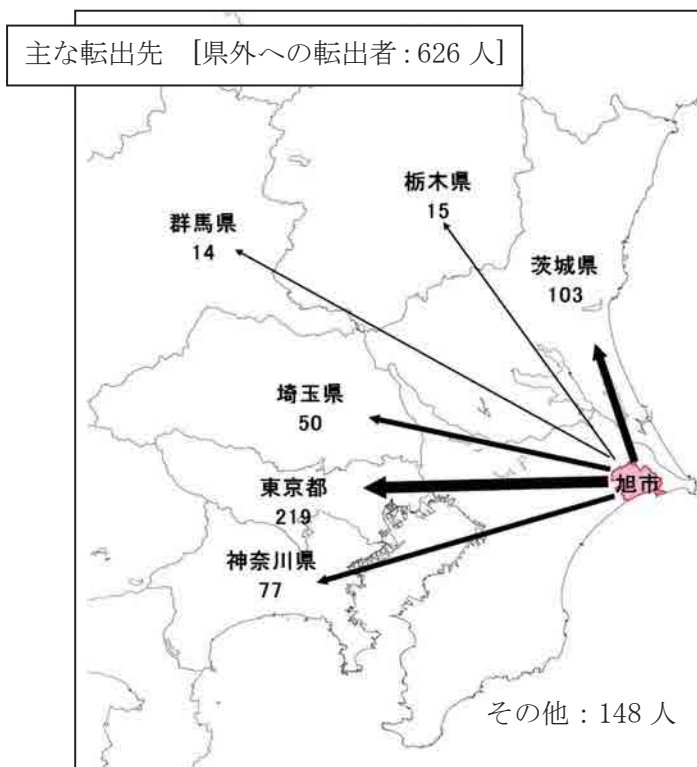 主な転出先 [県外への転出者:626 人]
栃木県
15
群馬県
14
茨城県
103
埼玉県
50
東京都
219
旭市
神奈川県
77
その他:148 人